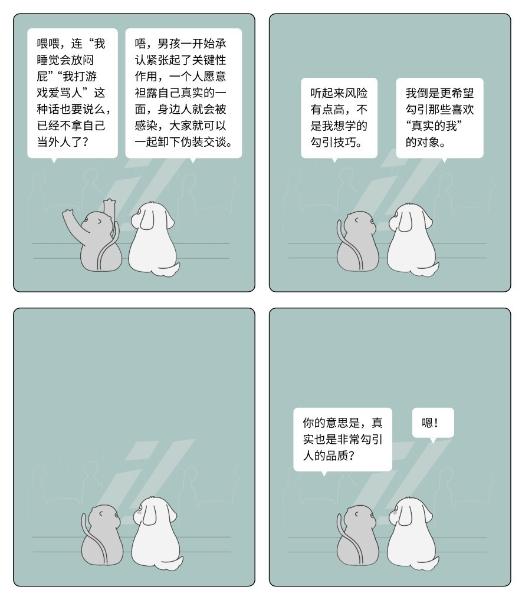 喂喂，连“我
睡觉会放闷
屁”“我打游
戏爱骂人”这
种话也要说么，
已经不拿自己
当外人了？
唔，男孩一开始承
认紧张起了关键性
作用，一个人愿意
袒露自己真实的一
面，身边人就会被
感染，大家就可以
一起卸下伪装交谈。
听起来风险
有点高，不
是我想学的
勾引技巧。
我倒是更希望
勾引那些喜欢
“真实的我”
的对象。
你的意思是，真
实也是非常勾引
人的品质？
嗯！